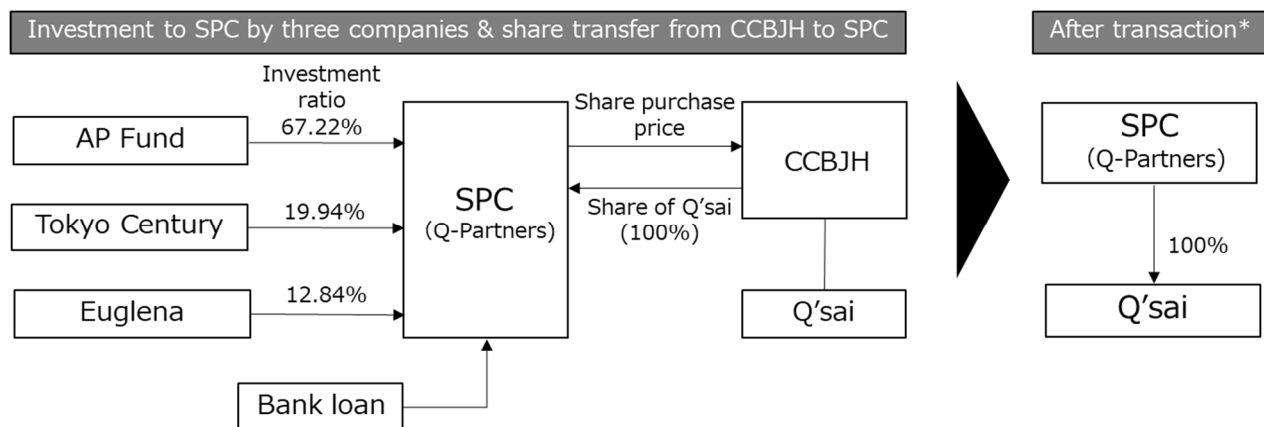 Investment to SPC by three companies & share transfer from CCBJH to SPC
After transaction*
Investment
ratio
67.22%
AP Fund
Tokyo Century
19.94%
Euglena
12.84%
Bank loan
SPC
(Q-Partners)
Share purchase
price
Share of Q’sai
(100%)
CCBJH
Q’sai
SPC
(Q-Partners)
100%
Q’sai